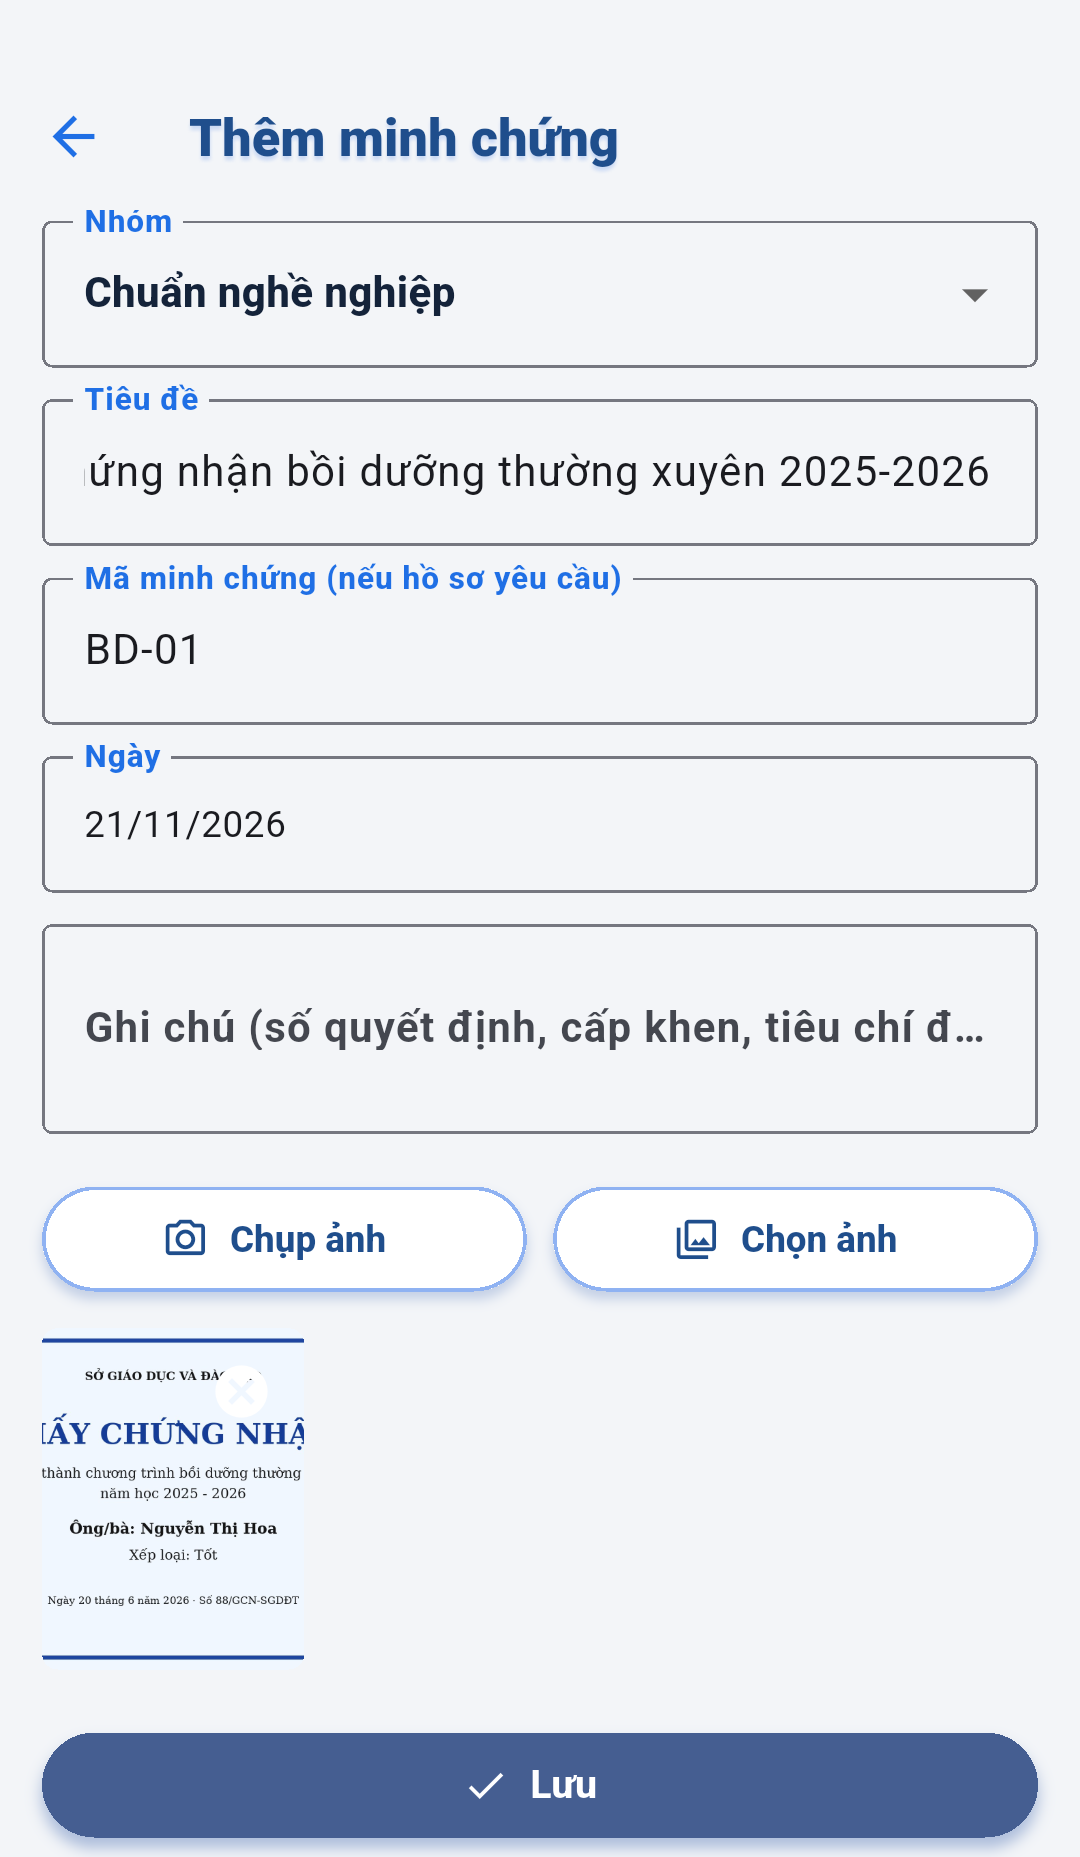 Thêm minh chứng
Nhóm
Chuẩn nghề nghiệp
Tiêu đề
ứng nhận bồi dưỡng thường xuyên 2025-2026
Mã minh chứng (nếu hồ sơ yêu cầu)
BD-01
Ngày
21/11/2026
Ghi chú (số quyết định, cấp khen, tiêu chí đ…
Chụp ảnh
Chọn ảnh
SỞ GIÁO DỤC VÀ
ẤY CHỨNG NHẬ
thành chương trình bồi dưỡng thường
năm học 2025 - 2026
Ông/bà: Nguyễn Thị Hoa
Xếp loại: Tốt
Ngày 20 tháng 6 năm 2026 · Số 88/GCN-SGDĐT
Lưu